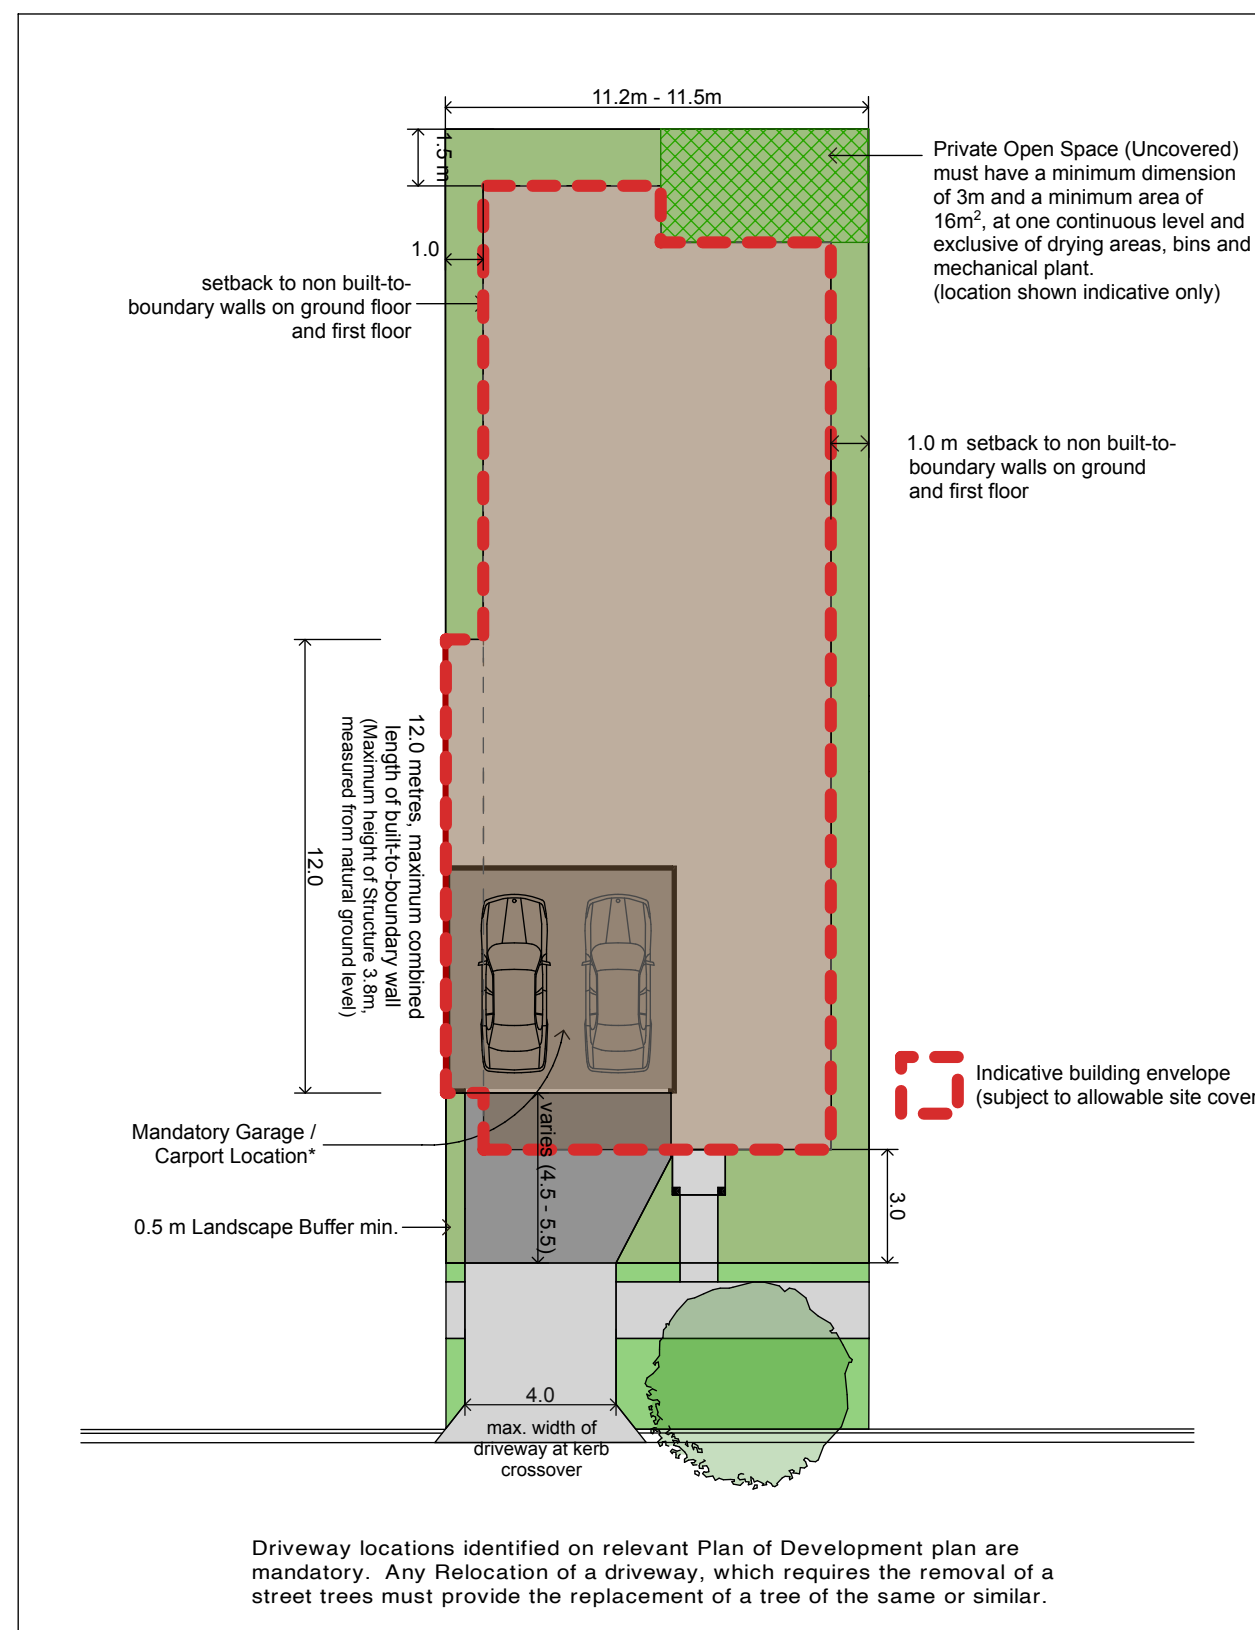 11.2m - 11.5m
1.5 m
Private Open Space (Uncovered)
must have a minimum dimension
of 3m and a minimum area of
16m², at one continuous level and
exclusive of drying areas, bins and
mechanical plant.
(location shown indicative only)
1.0
setback to non built-to-
boundary walls on ground floor
and first floor
1.0 m setback to non built-to-
boundary walls on ground
and first floor
12.0 metres, maximum combined
length of built-to-boundary wall
(Maximum height of Structure 3.8m,
measured from natural ground level)
12.0
Indicative building envelope
(subject to allowable site cover
Mandatory Garage /
Carport Location*
varies (4.5 - 5.5)
3.0
0.5 m Landscape Buffer min.
4.0
max. width of
driveway at kerb
crossover
Driveway locations identified on relevant Plan of Development plan are
mandatory. Any Relocation of a driveway, which requires the removal of a
street trees must provide the replacement of a tree of the same or similar.